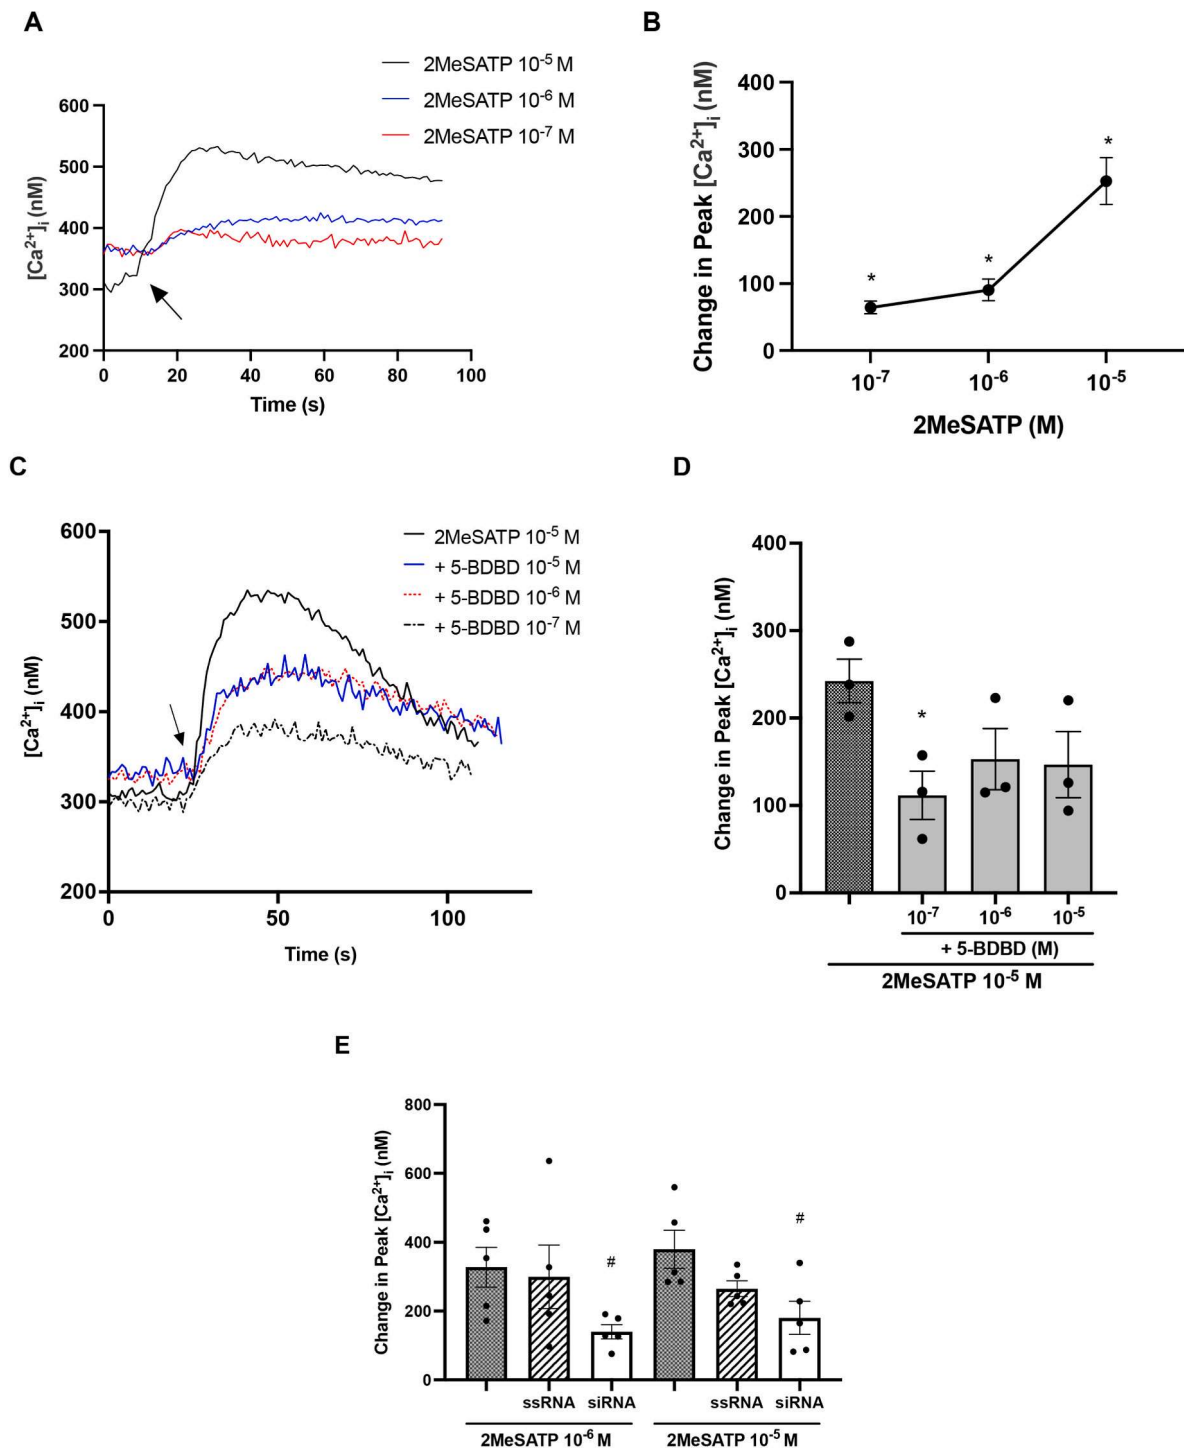 A
2MeSATP 10⁻⁵ M
2MeSATP 10⁻⁶ M
2MeSATP 10⁻⁷ M
600
500
400
300
200
[Ca²⁺]ᵢ (nM)
0 20 40 60 80 100
Time (s)
B
400
300
200
100
0
Change in Peak [Ca²⁺]ᵢ (nM)
* * *
10⁻⁷ 10⁻⁶ 10⁻⁵
2MeSATP (M)
C
2MeSATP 10⁻⁵ M
+ 5-BDBD 10⁻⁵ M
+ 5-BDBD 10⁻⁶ M
+ 5-BDBD 10⁻⁷ M
600
500
400
300
200
[Ca²⁺]ᵢ (nM)
0 50 100
Time (s)
D
400
300
200
100
0
Change in Peak [Ca²⁺]ᵢ (nM)
*
10⁻⁷ 10⁻⁶ 10⁻⁵
+ 5-BDBD (M)
2MeSATP 10⁻⁵ M
E
800
600
400
200
0
Change in Peak [Ca²⁺]ᵢ (nM)
# #
ssRNA siRNA ssRNA siRNA
2MeSATP 10⁻⁶ M 2MeSATP 10⁻⁵ M